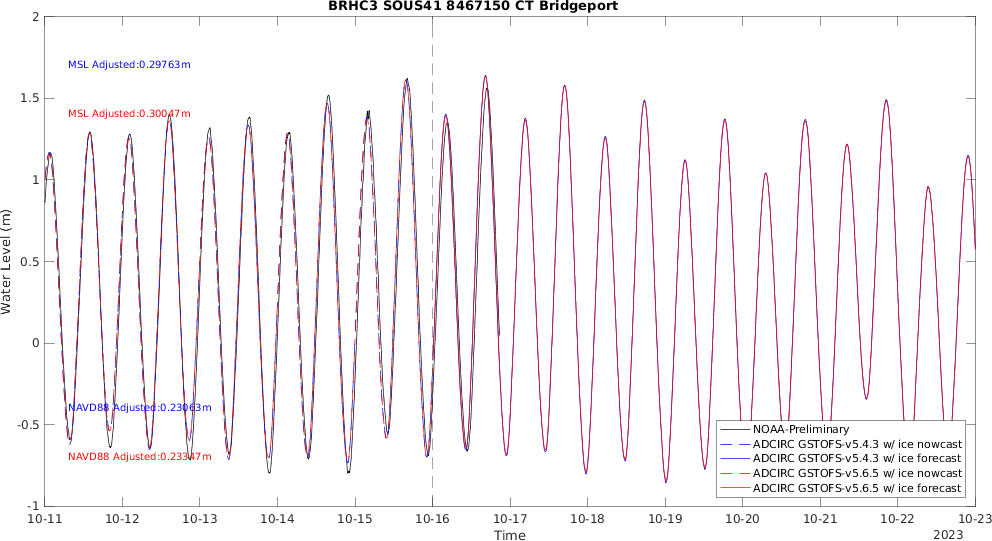 BRHC3 SOUS41 8467150 CT Bridgeport
2
1.5
1
0.5
0
-0.5
-1
Water Level (m)
MSL Adjusted:0.29763m
MSL Adjusted:0.30047m
NAVD88 Adjusted:0.23063m
NAVD88 Adjusted:0.23347m
NOAA-Preliminary
ADCIRC GSTOFS-v5.4.3 w/ ice nowcast
ADCIRC GSTOFS-v5.4.3 w/ ice forecast
ADCIRC GSTOFS-v5.6.5 w/ ice nowcast
ADCIRC GSTOFS-v5.6.5 w/ ice forecast
10-11 10-12 10-13 10-14 10-15 10-16 10-17 10-18 10-19 10-20 10-21 10-22 10-23
Time
2023